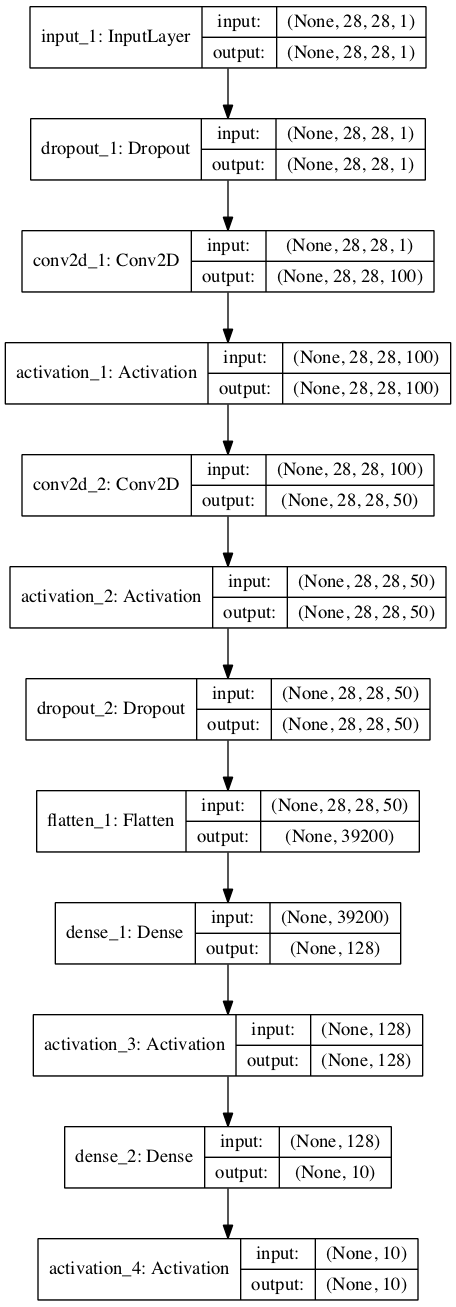 input_1: InputLayer
input: (None, 28, 28, 1)
output: (None, 28, 28, 1)
dropout_1: Dropout
input: (None, 28, 28, 1)
output: (None, 28, 28, 1)
conv2d_1: Conv2D
input: (None, 28, 28, 1)
output: (None, 28, 28, 100)
activation_1: Activation
input: (None, 28, 28, 100)
output: (None, 28, 28, 100)
conv2d_2: Conv2D
input: (None, 28, 28, 100)
output: (None, 28, 28, 50)
activation_2: Activation
input: (None, 28, 28, 50)
output: (None, 28, 28, 50)
dropout_2: Dropout
input: (None, 28, 28, 50)
output: (None, 28, 28, 50)
flatten_1: Flatten
input: (None, 28, 28, 50)
output: (None, 39200)
dense_1: Dense
input: (None, 39200)
output: (None, 128)
activation_3: Activation
input: (None, 128)
output: (None, 128)
dense_2: Dense
input: (None, 128)
output: (None, 10)
activation_4: Activation
input: (None, 10)
output: (None, 10)